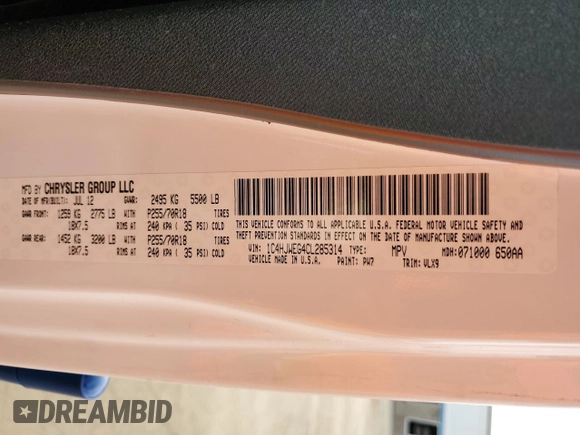 MFD BY CHRYSLER GROUP LLC
DATE OF MFR/BUILT: JUL 12 GVWR: 2495 KG 5500 LB
GAWR FRONT: 1259 KG 2775 LB WITH P255/70R18 TIRES
18X7.5 RIMS AT 240 KPA ( 35 PSI) COLD
GAWR REAR: 1452 KG 3200 LB WITH P255/70R18 TIRES
18X7.5 RIMS AT 240 KPA ( 35 PSI) COLD
THIS VEHICLE CONFORMS TO ALL APPLICABLE U.S.A. FEDERAL MOTOR VEHICLE
SAFETY STANDARDS IN EFFECT ON THE DATE OF MANUFACTURE SHOWN ABOVE.
VIN: 1C4HJWEG4CL285314 TYPE: MPV MDH: 071000 650AA
VEHICLE MADE IN U.S.A. PAINT: PW7 TRIM: VLX9
DREAMBID